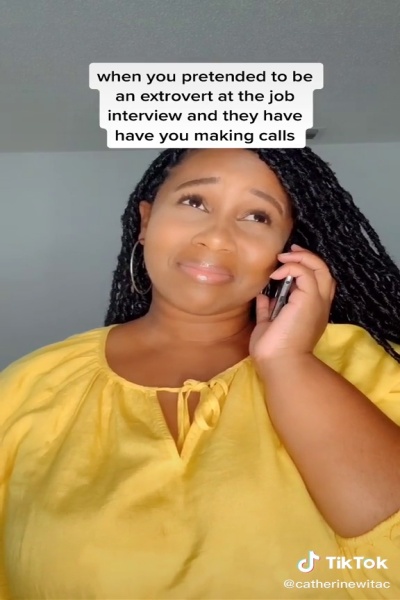 when you pretended to be
an extrovert at the job
interview and they have
have you making calls
TikTok
@catherinewitac